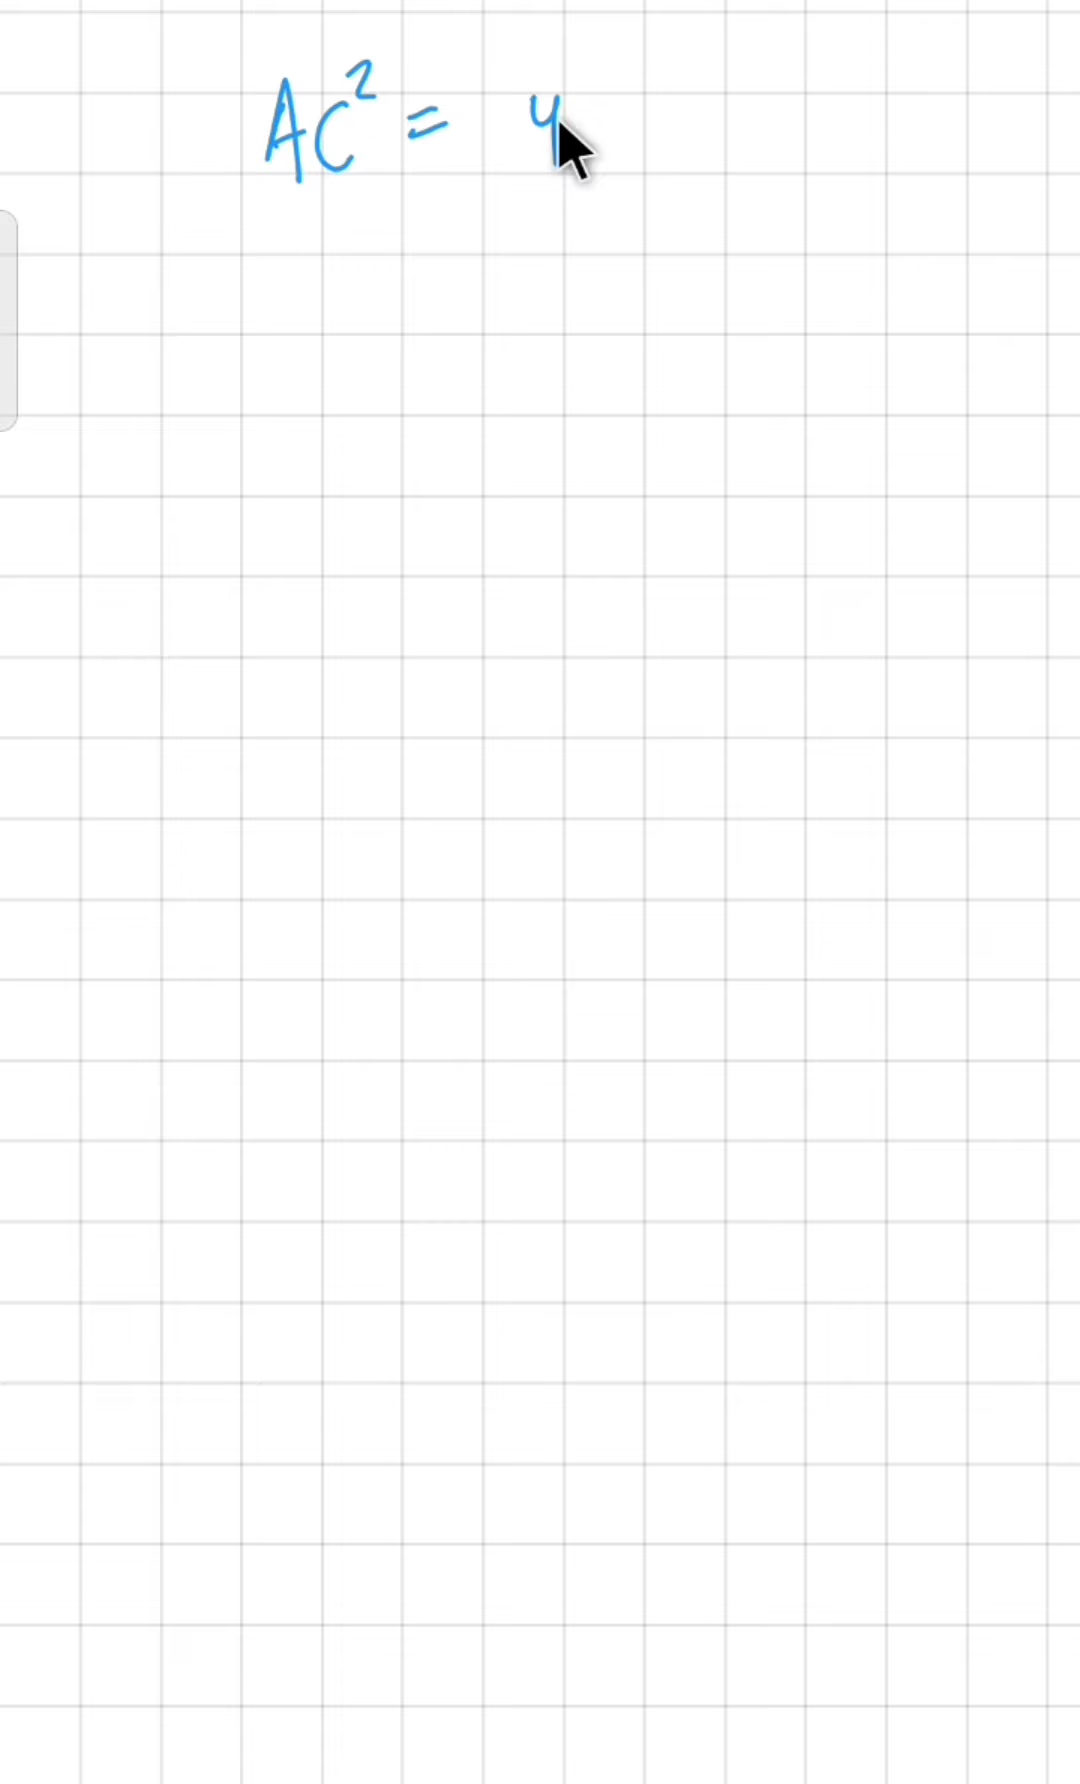 AC² = 4